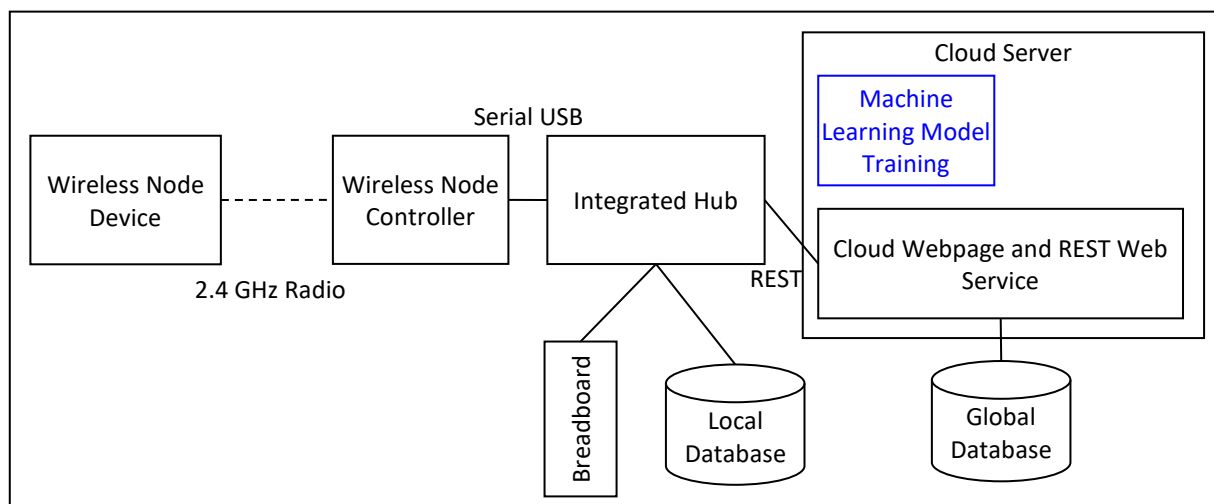 Cloud Server
Machine
Learning Model
Training
Serial USB
Wireless Node
Device
Wireless Node
Controller
Integrated Hub
Cloud Webpage and REST Web
Service
REST
2.4 GHz Radio
Breadboard
Local
Database
Global
Database